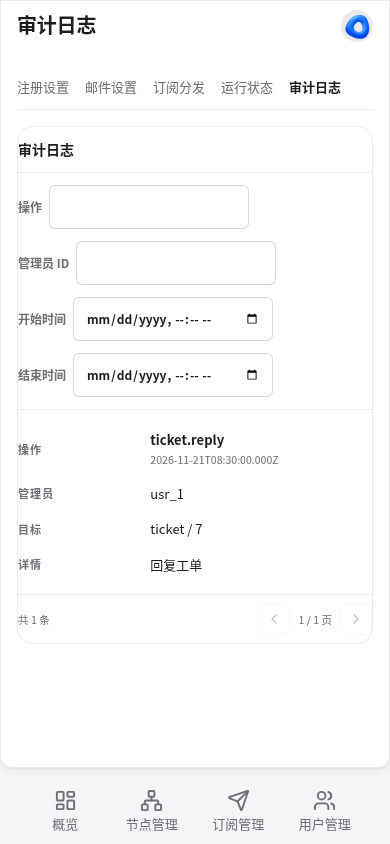 审计日志
注册设置 邮件设置 订阅分发 运行状态 审计日志
审计日志
操作
管理员 ID
开始时间 mm/dd/yyyy, --:-- --
结束时间 mm/dd/yyyy, --:-- --
操作 ticket.reply
2026-11-21T08:30:00.000Z
管理员 usr_1
目标 ticket / 7
详情 回复工单
共 1 条 1 / 1 页
概览 节点管理 订阅管理 用户管理